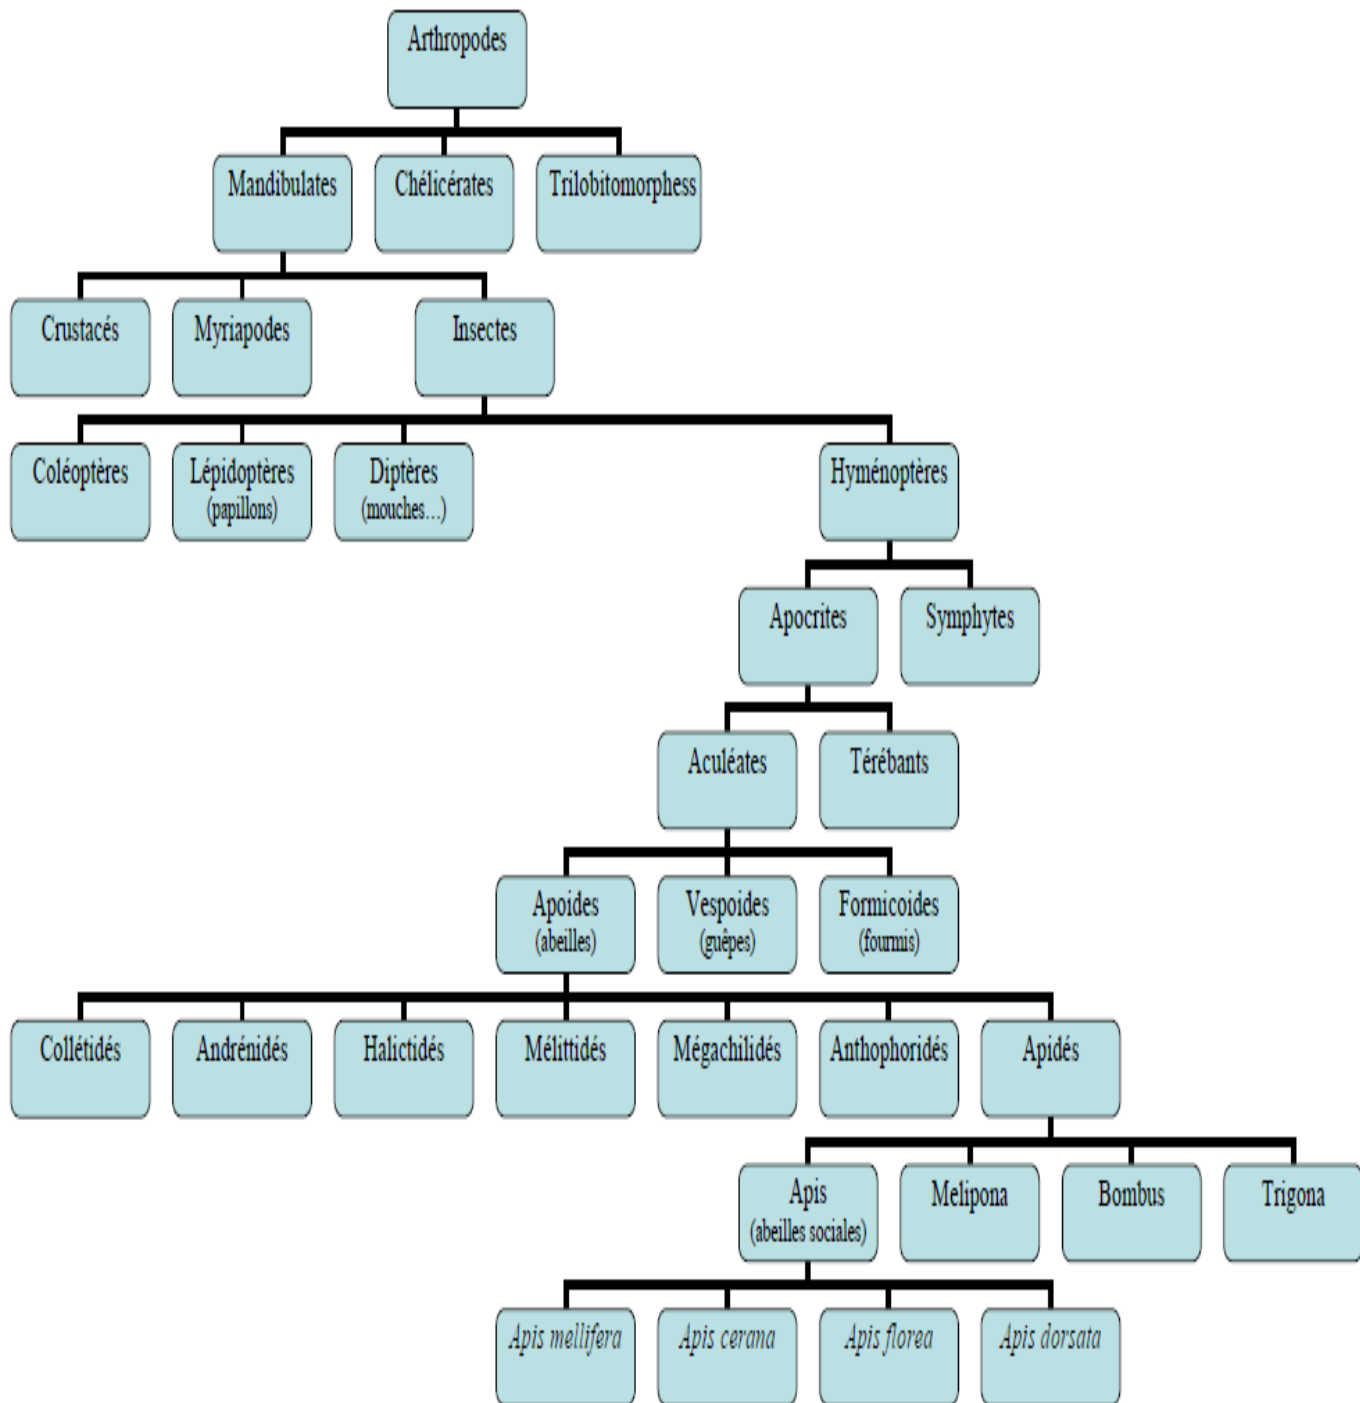 Arthropodes
Mandibulates
Chélicérates
Trilobitomorphess
Crustacés
Myriapodes
Insectes
Coléoptères
Lépidoptères
(papillons)
Diptères
(mouches...)
Hyménoptères
Apocrites
Symphytes
Aculéates
Térébants
Apoides
(abeilles)
Vespoides
(guêpes)
Formicoides
(fourmis)
Collétidés
Andrénidés
Halictidés
Mélittidés
Mégachilidés
Anthophoridés
Apidés
Apis
(abeilles sociales)
Melipona
Bombus
Trigona
Apis mellifera
Apis cerana
Apis florea
Apis dorsata